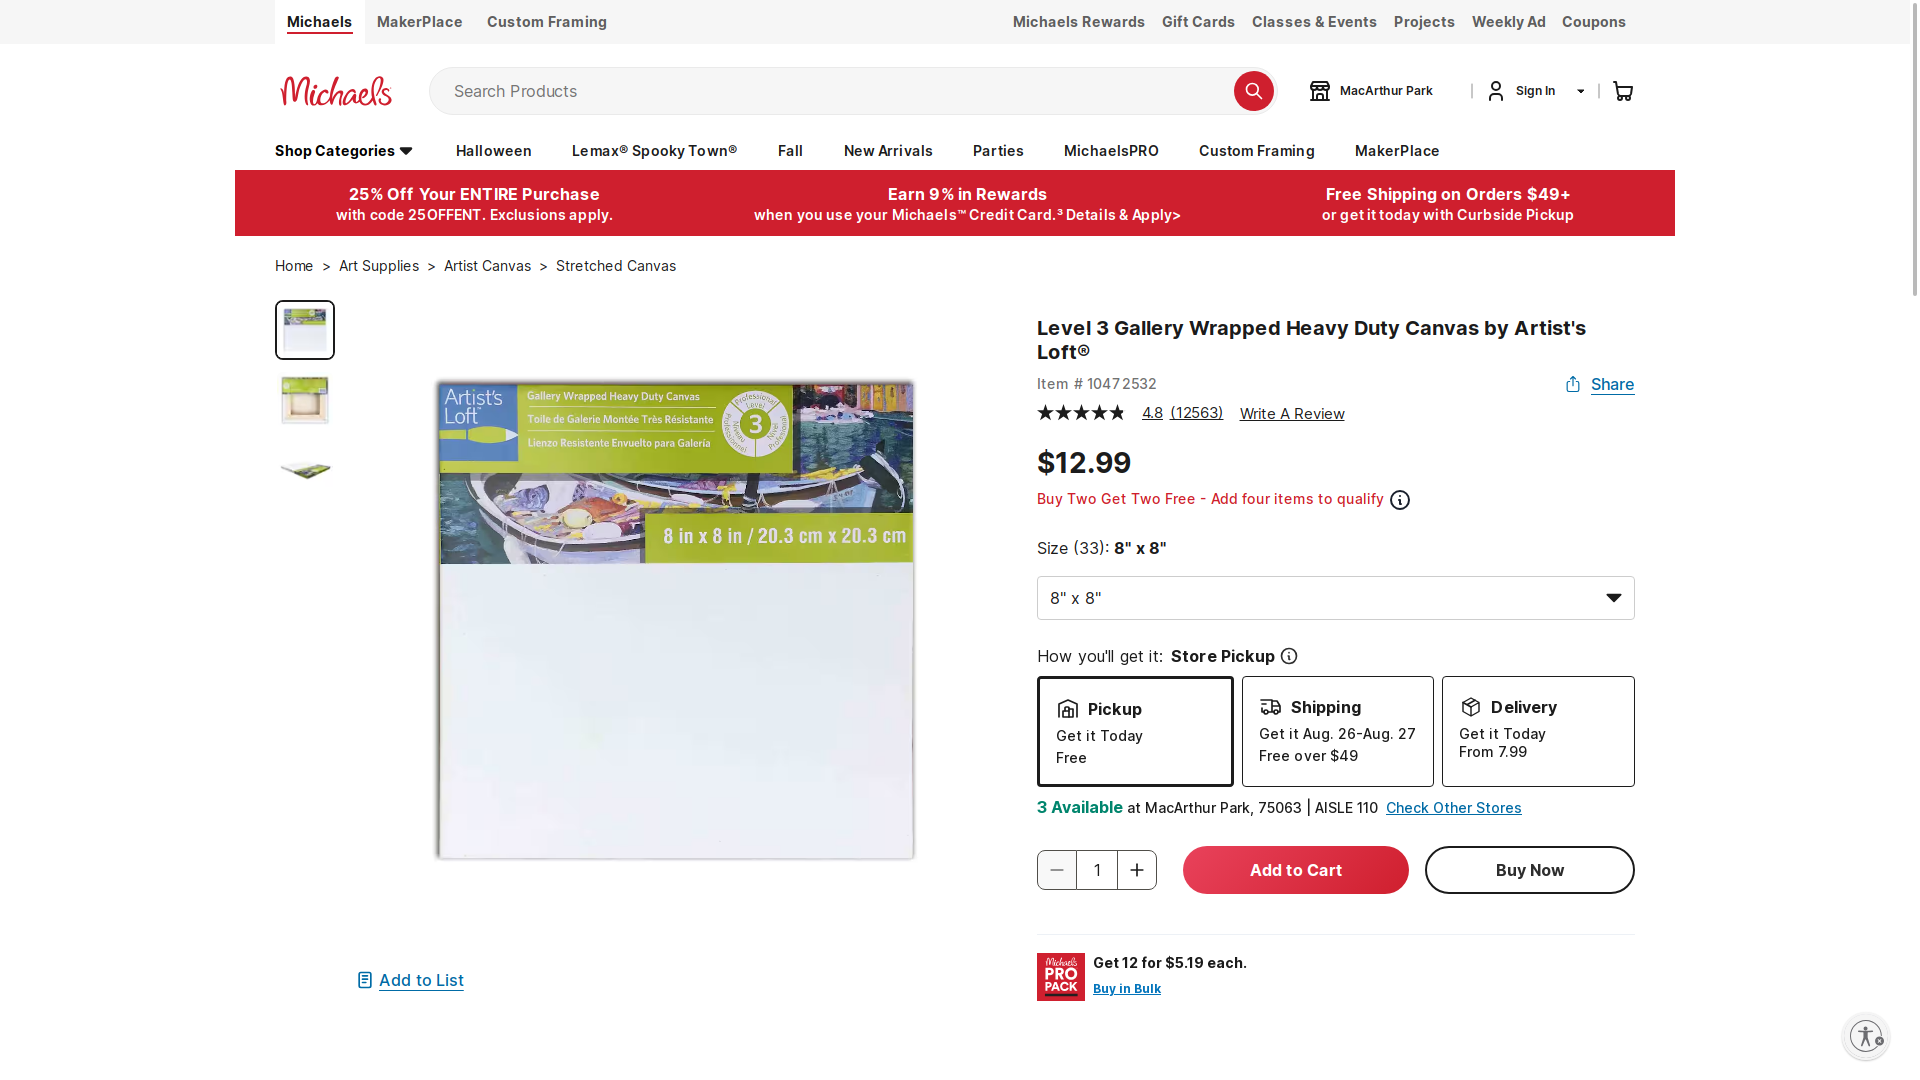 Michaels
MakerPlace
Custom Framing
Michaels Rewards
Gift Cards
Classes & Events
Projects
Weekly Ad
Coupons
Michaels
Search Products
MacArthur Park
Sign In
Shop Categories
Halloween
Lemax® Spooky Town®
Fall
New Arrivals
Parties
MichaelsPRO
Custom Framing
MakerPlace
25% Off Your ENTIRE Purchase
with code 25OFFENT. Exclusions apply.
Earn 9% in Rewards
when you use your Michaels™ Credit Card.³ Details & Apply>
Free Shipping on Orders $49+
or get it today with Curbside Pickup
Home > Art Supplies > Artist Canvas > Stretched Canvas
Artist's
Loft™
Gallery Wrapped Heavy Duty Canvas
Toile de Galerie Montée Très Résistante
Lienzo Resistente Envuelto para Galería
Professional Level
3
Niveau Professionnel
Nivel Profesional
8 in x 8 in / 20.3 cm x 20.3 cm
Add to List
Level 3 Gallery Wrapped Heavy Duty Canvas by Artist's
Loft®
Item # 10472532
Share
4.8 (12563)
Write A Review
$12.99
Buy Two Get Two Free - Add four items to qualify
Size (33): 8" x 8"
8" x 8"
How you'll get it: Store Pickup
Pickup
Get it Today
Free
Shipping
Get it Aug. 26-Aug. 27
Free over $49
Delivery
Get it Today
From 7.99
3 Available at MacArthur Park, 75063 | AISLE 110 Check Other Stores
1
Add to Cart
Buy Now
Michaels
PRO
PACK
Get 12 for $5.19 each.
Buy in Bulk